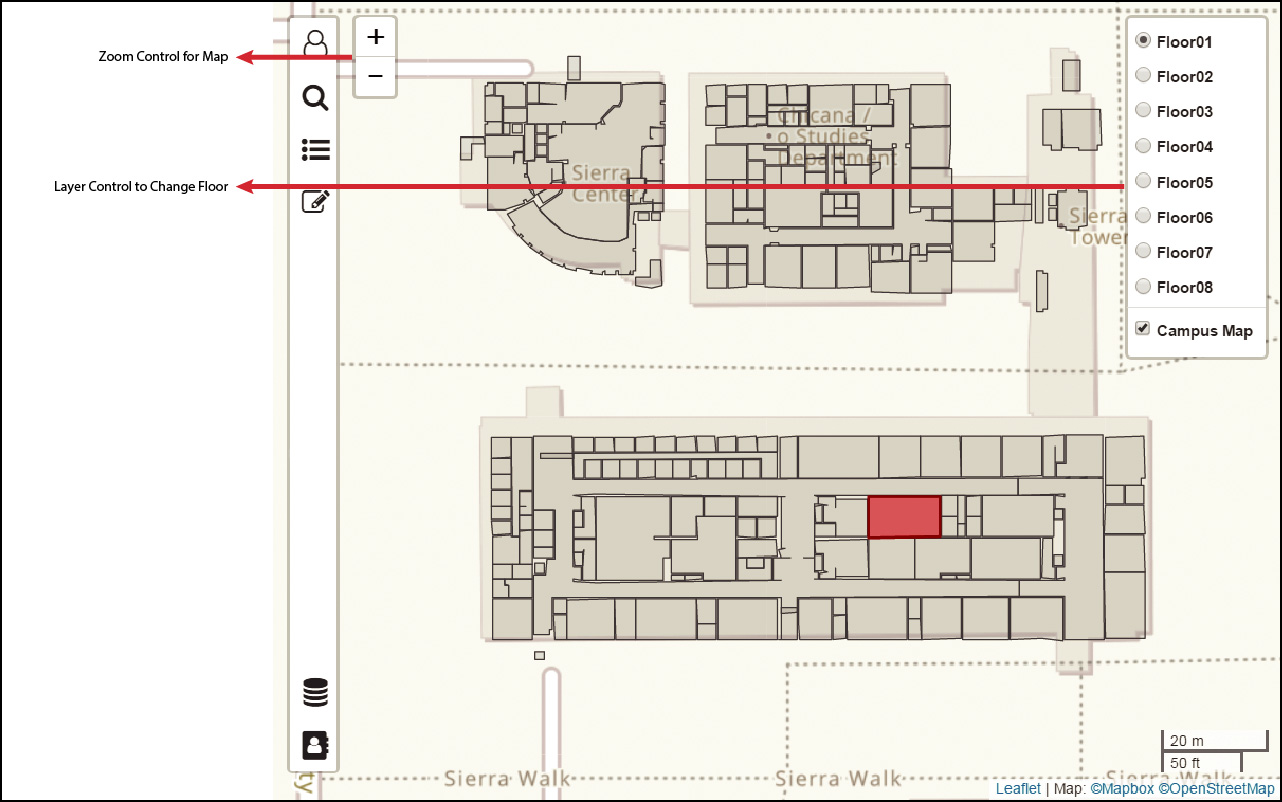 Zoom Control for Map
+
−
Layer Control to Change Floor
Sierra
Center
Chicana /
o Studies
Department
Sierra
Tower
Floor01
Floor02
Floor03
Floor04
Floor05
Floor06
Floor07
Floor08
Campus Map
20 m
50 ft
ty
Sierra Walk
Sierra Walk
Sierra Walk
Leaflet | Map: ©Mapbox ©OpenStreetMap